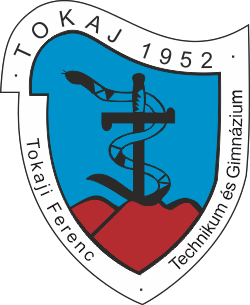 · TOKAJ 1952 ·
Tokaji Ferenc
Technikum és Gimnázium